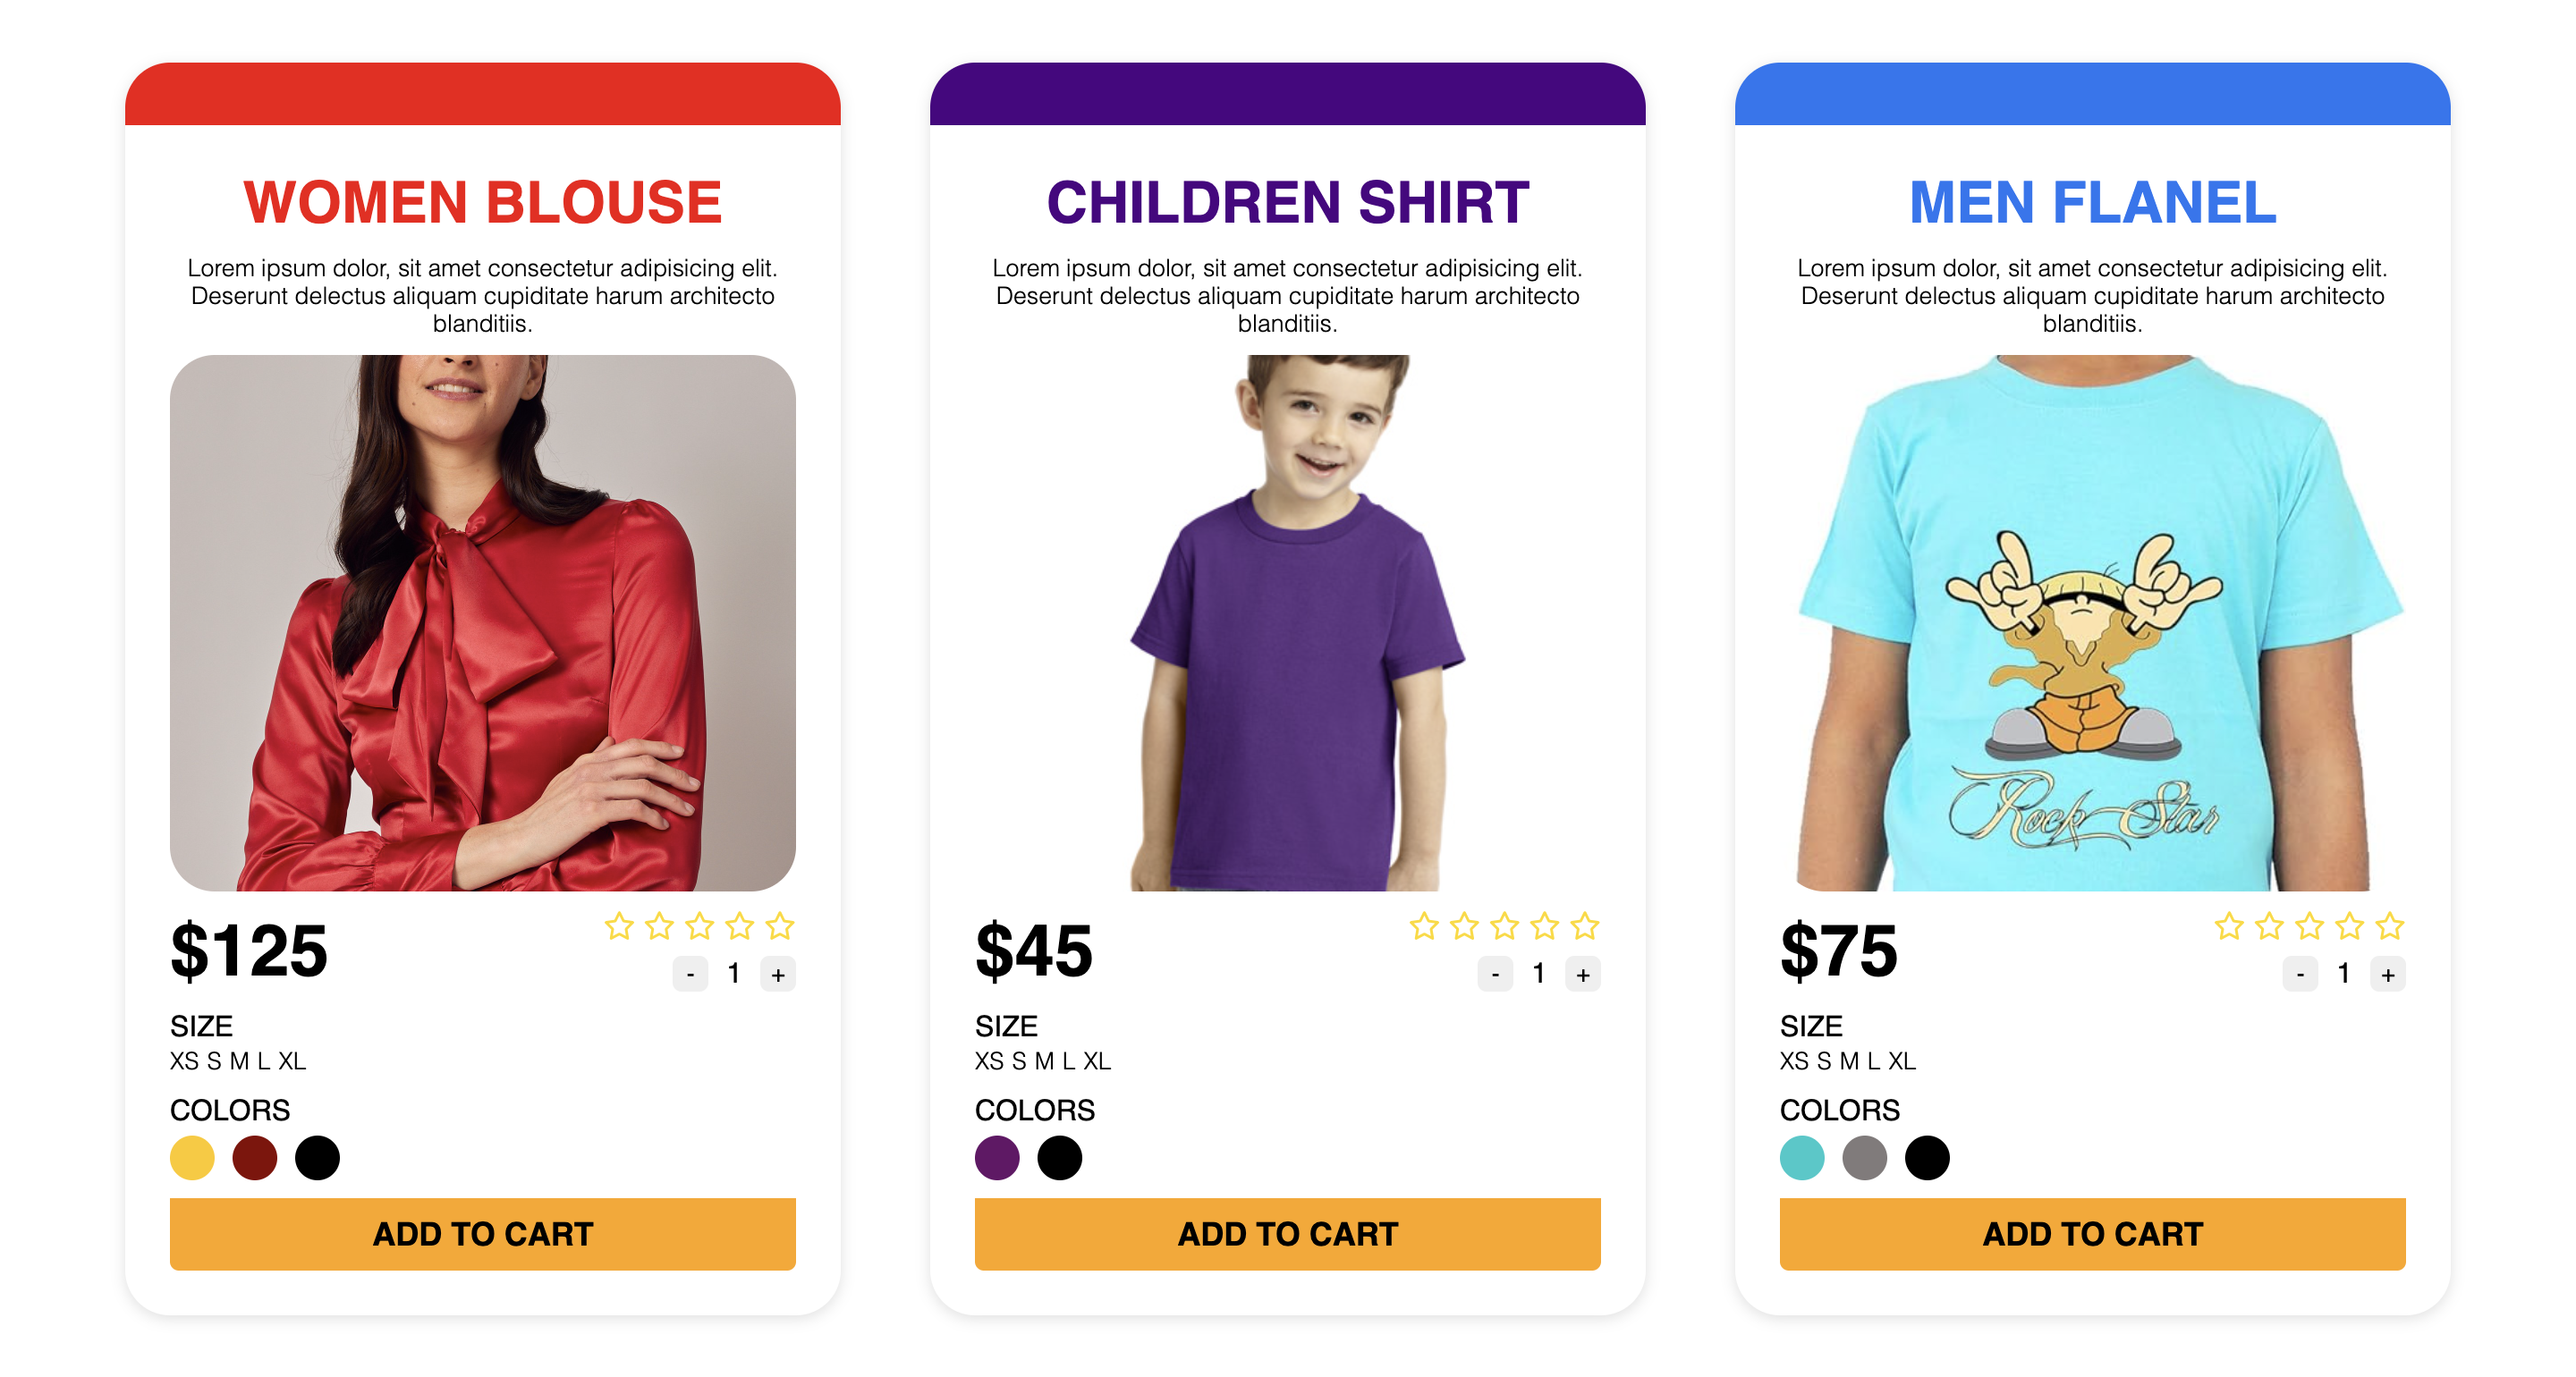 WOMEN BLOUSE
Lorem ipsum dolor, sit amet consectetur adipisicing elit.
Deserunt delectus aliquam cupiditate harum architecto
blanditiis.
$125
- 1 +
SIZE
XS S M L XL
COLORS
ADD TO CART
CHILDREN SHIRT
Lorem ipsum dolor, sit amet consectetur adipisicing elit.
Deserunt delectus aliquam cupiditate harum architecto
blanditiis.
$45
- 1 +
SIZE
XS S M L XL
COLORS
ADD TO CART
MEN FLANEL
Lorem ipsum dolor, sit amet consectetur adipisicing elit.
Deserunt delectus aliquam cupiditate harum architecto
blanditiis.
Rock Star
$75
- 1 +
SIZE
XS S M L XL
COLORS
ADD TO CART